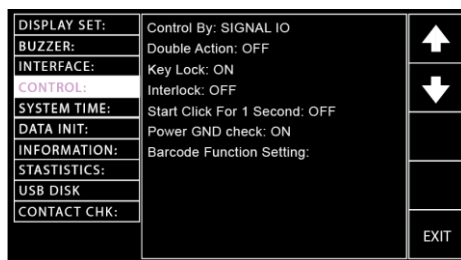 DISPLAY SET:
BUZZER:
INTERFACE:
CONTROL:
SYSTEM TIME:
DATA INIT:
INFORMATION:
STASTISTICS:
USB DISK
CONTACT CHK:
Control By: SIGNAL IO
Double Action: OFF
Key Lock: ON
Interlock: OFF
Start Click For 1 Second: OFF
Power GND check: ON
Barcode Function Setting:
EXIT